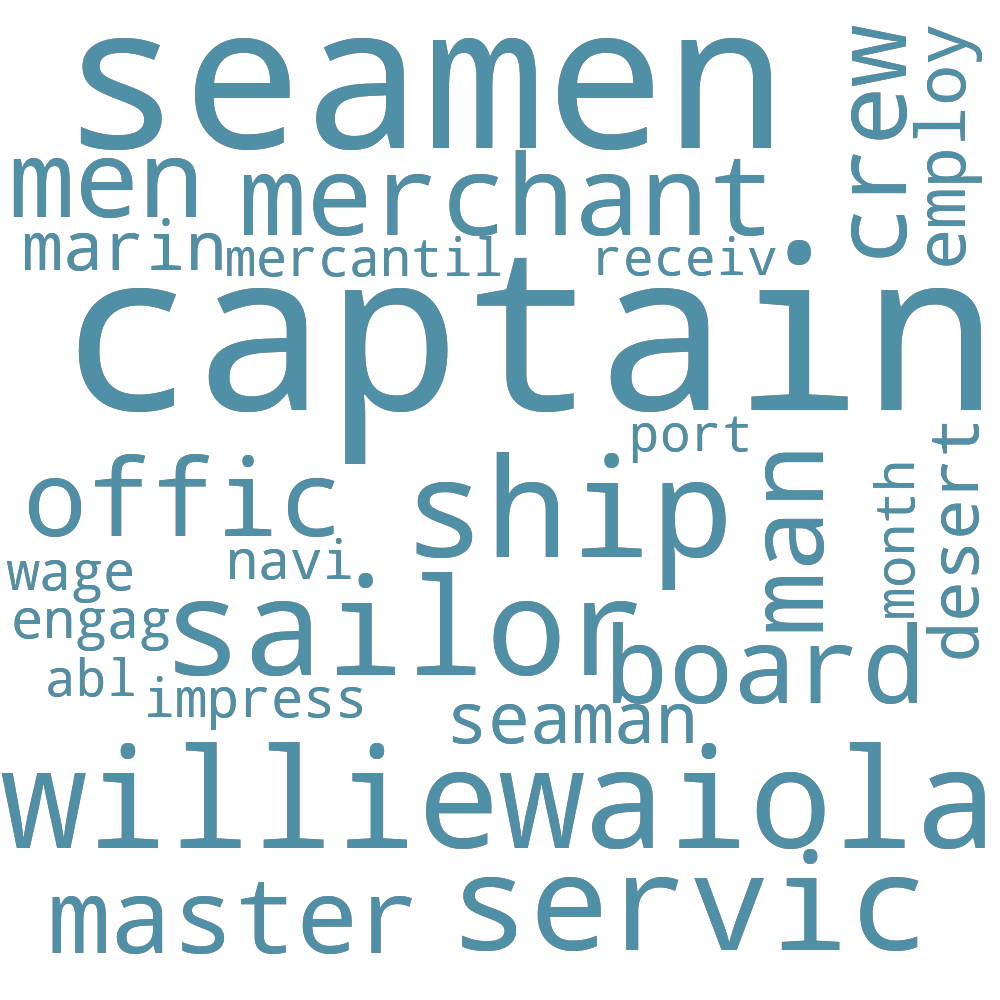 seamen
crew
employ
men
merchant
marin
mercantil
receiv
captain
port
offic
ship
man
month
desert
wage
navi
engag
sailor
board
abl
impress
seaman
williewaiola
master
servic